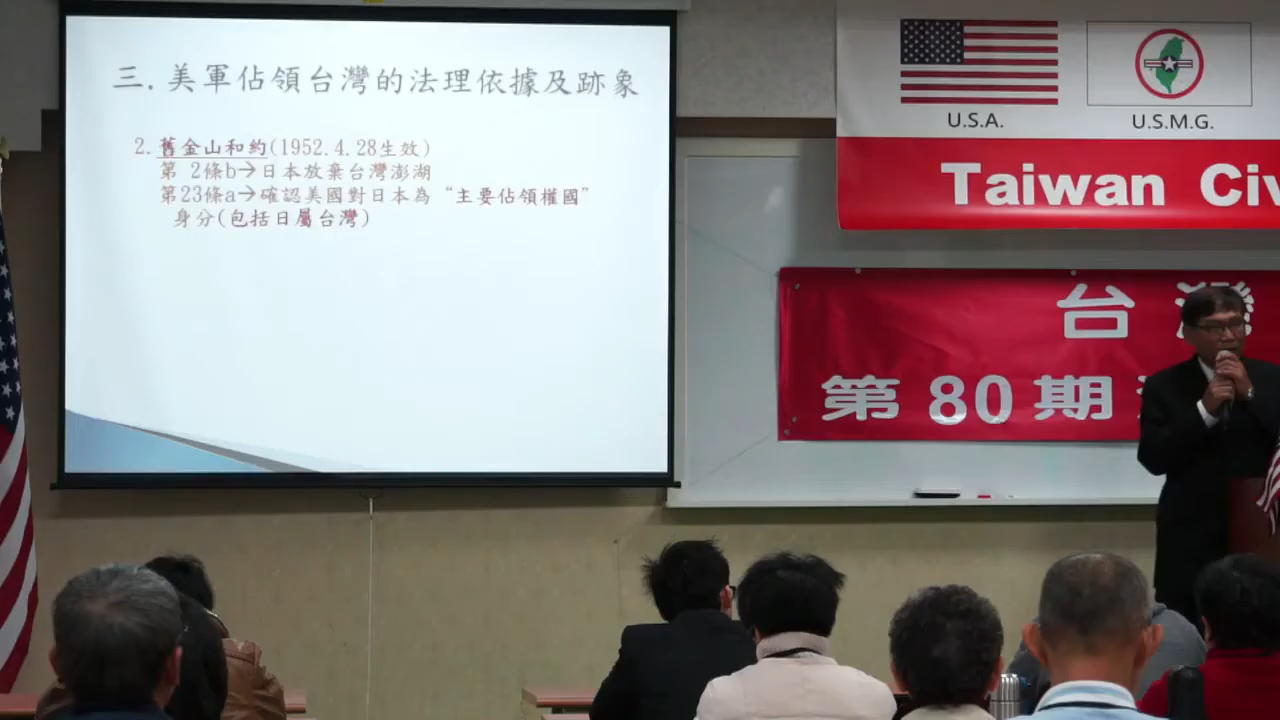 三. 美軍佔領台灣的法理依據及跡象
2. 舊金山和約(1952.4.28生效)
第 2條b→日本放棄台灣澎湖
第23條a→確認美國對日本為 “主要佔領權國”
身分(包括日屬台灣)
U.S.A.
U.S.M.G.
Taiwan Civ
台灣
第 80 期